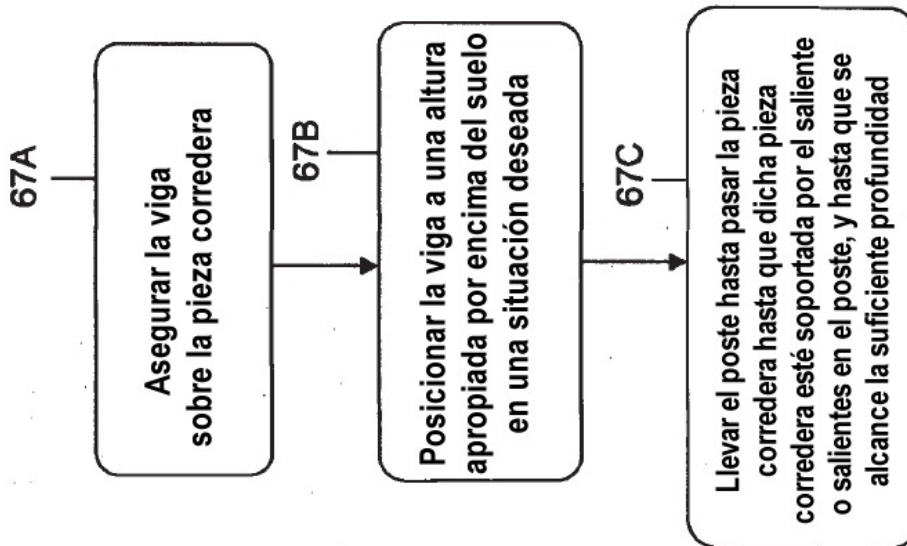 67A
Asegurar la viga
sobre la pieza corredera
67B
Posicionar la viga a una altura
apropiada por encima del suelo
en una situación deseada
67C
Llevar el poste hasta pasar la pieza
corredera hasta que dicha pieza
corredera esté soportada por el saliente
o salientes en el poste, y hasta que se
alcance la suficiente profundidad